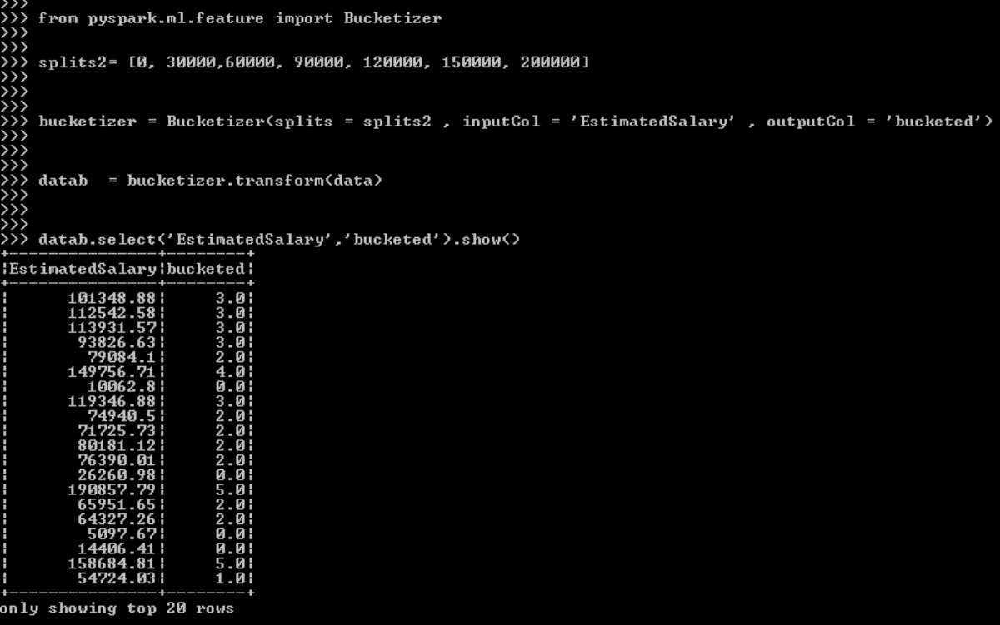 >>>
>>> from pyspark.ml.feature import Bucketizer
>>>
>>>
>>> splits2= [0, 30000,60000, 90000, 120000, 150000, 200000]
>>>
>>>
>>>
>>> bucketizer = Bucketizer(splits = splits2 , inputCol = 'EstimatedSalary' , outputCol = 'bucketed')
>>>
>>>
>>>
>>> datab  = bucketizer.transform(data)
>>>
>>>
>>>
>>> datab.select('EstimatedSalary','bucketed').show()
+---------------+--------+
|EstimatedSalary|bucketed|
+---------------+--------+
|      101348.88|     3.0|
|      112542.58|     3.0|
|      113931.57|     3.0|
|       93826.63|     3.0|
|        79084.1|     2.0|
|      149756.71|     4.0|
|        10062.8|     0.0|
|      119346.88|     3.0|
|        74940.5|     2.0|
|       71725.73|     2.0|
|       80181.12|     2.0|
|       76390.01|     2.0|
|       26260.98|     0.0|
|      190857.79|     5.0|
|       65951.65|     2.0|
|       64327.26|     2.0|
|        5097.67|     0.0|
|       14406.41|     0.0|
|      158684.81|     5.0|
|       54724.03|     1.0|
+---------------+--------+
only showing top 20 rows